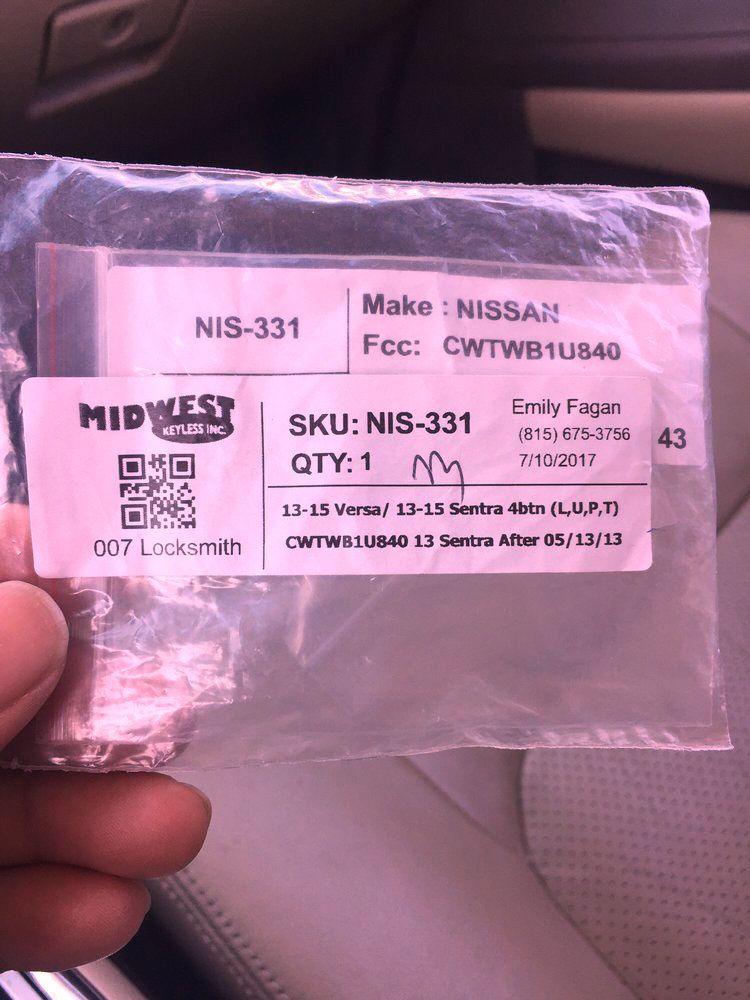 NIS-331
Make : NISSAN
Fcc: CWTWB1U840
MIDWEST
KEYLESS INC.
007 Locksmith
SKU: NIS-331
QTY: 1
Emily Fagan
(815) 675-3756
7/10/2017
43
13-15 Versa/ 13-15 Sentra 4btn (L,U,P,T)
CWTWB1U840 13 Sentra After 05/13/13